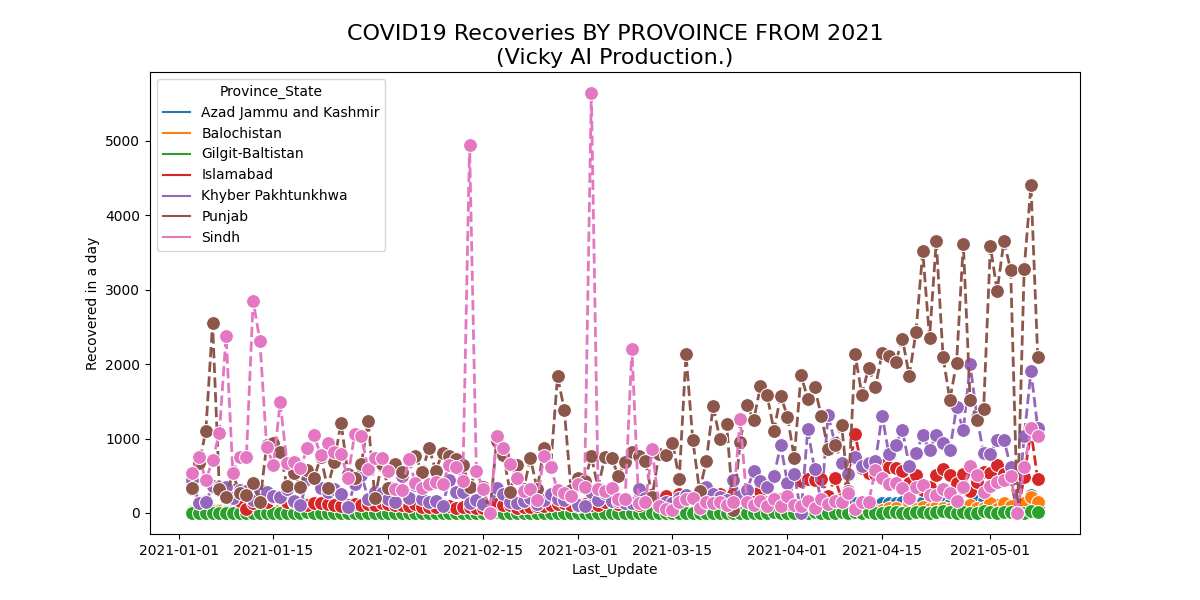 COVID19 Recoveries BY PROVOINCE FROM 2021
(Vicky AI Production.)
Province_State
Azad Jammu and Kashmir
Balochistan
Gilgit-Baltistan
Islamabad
Khyber Pakhtunkhwa
Punjab
Sindh
5000
4000
3000
2000
1000
0
Recovered in a day
2021-01-01 2021-01-15 2021-02-01 2021-02-15 2021-03-01 2021-03-15 2021-04-01 2021-04-15 2021-05-01
Last_Update